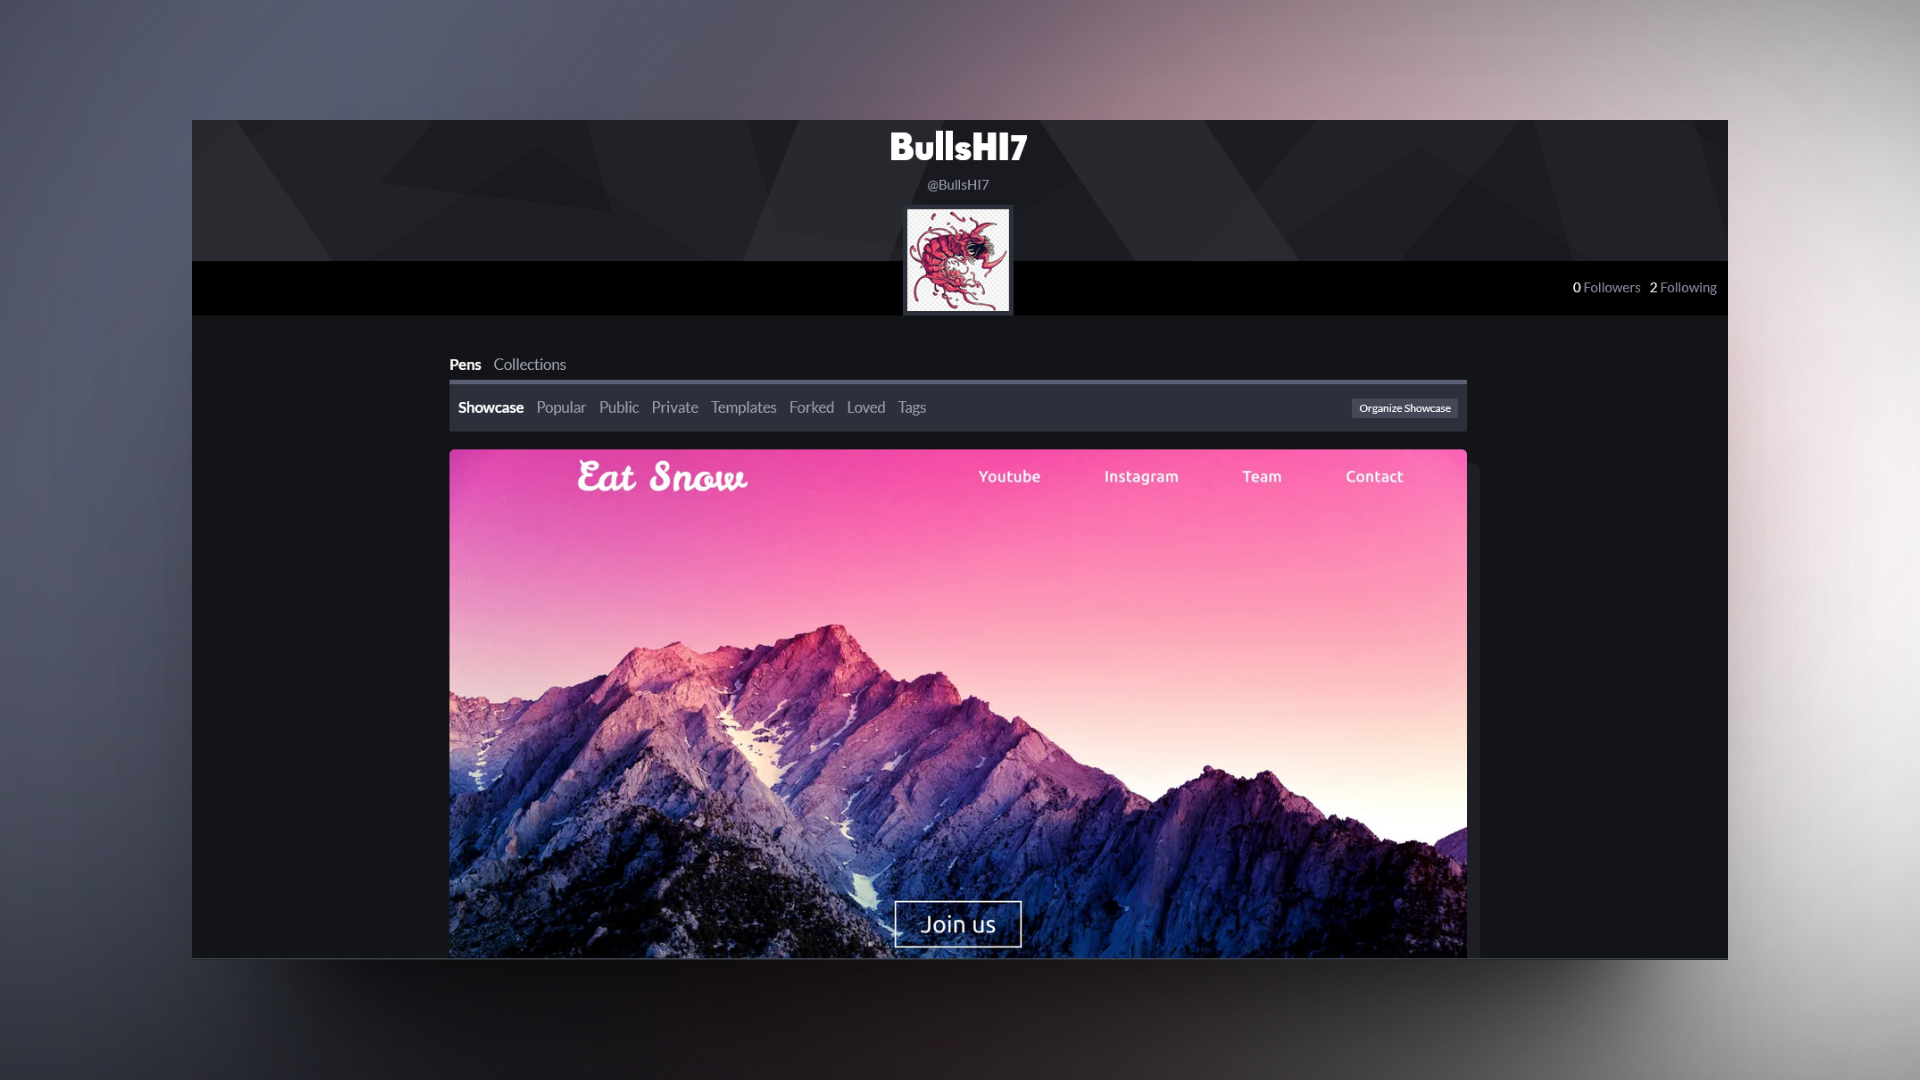 BullsHI7
@BullsHI7
0 Followers 2 Following
Pens Collections
Showcase Popular Public Private Templates Forked Loved Tags Organize Showcase
Eat Snow Youtube Instagram Team Contact
Join us